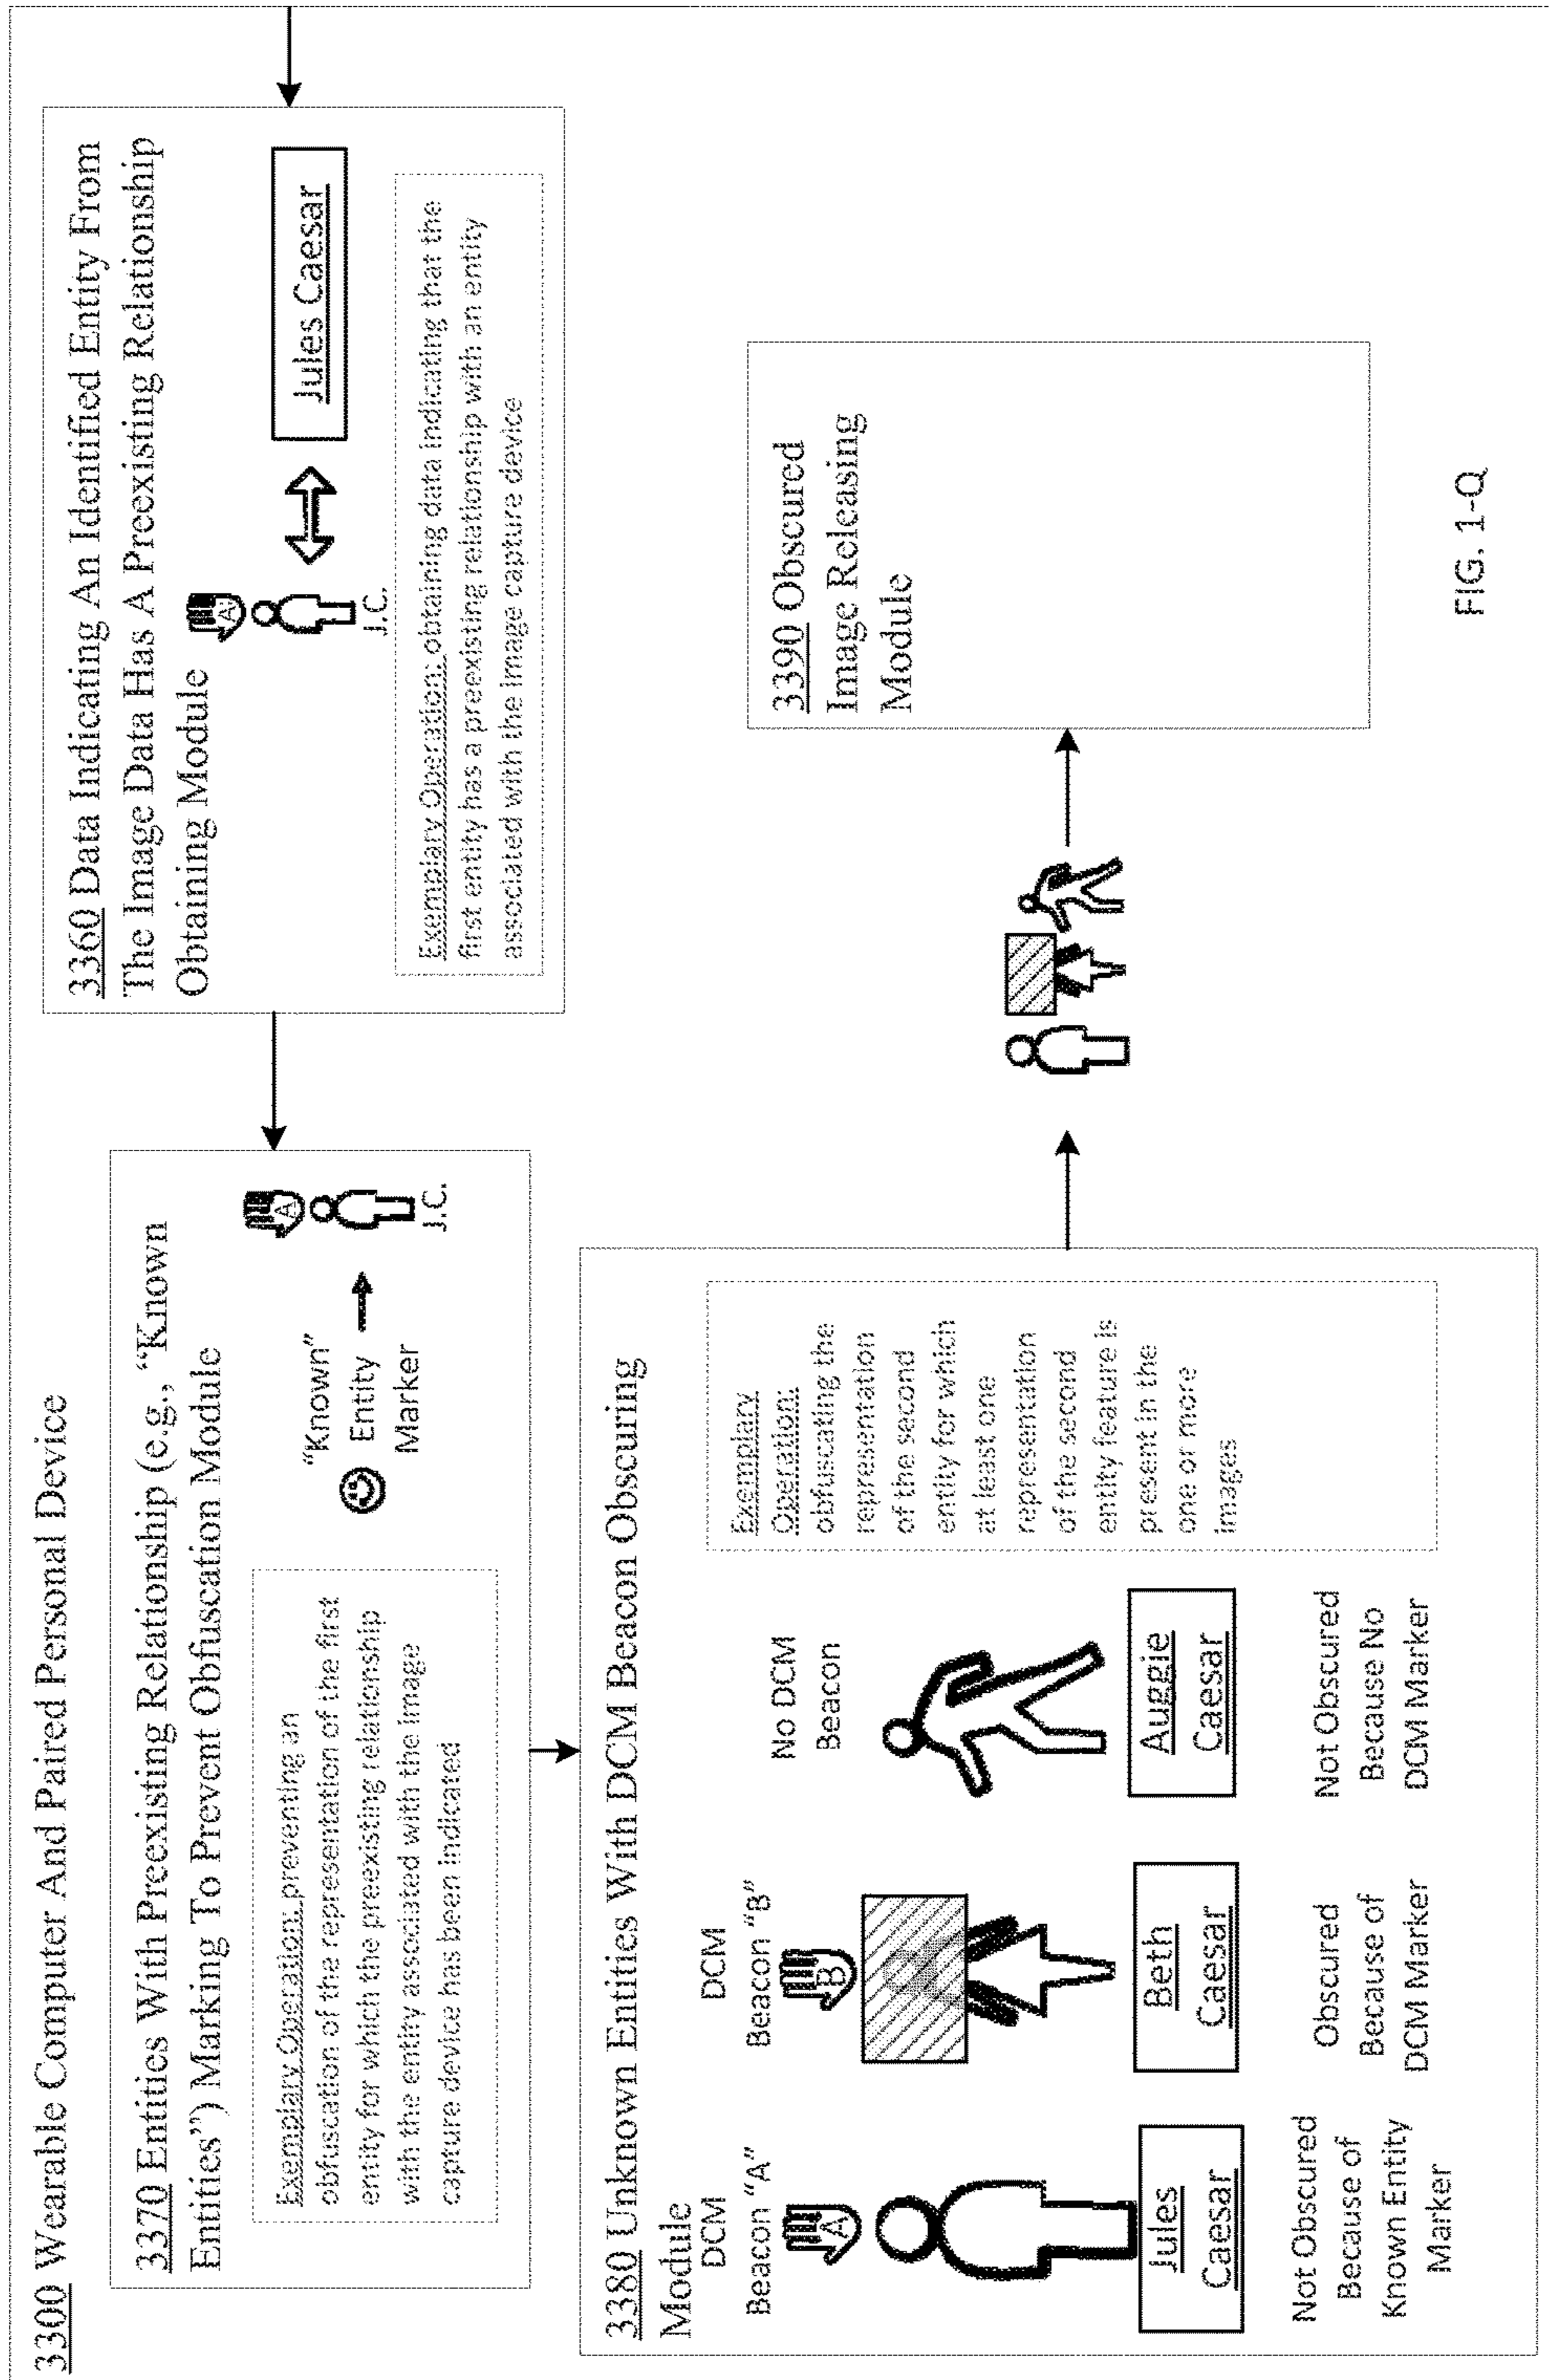 3300 Wearable Computer And Paired Personal Device
3360 Data Indicating An Identified Entity From
The Image Data Has A Preexisting Relationship
Obtaining Module
A
J.C.
Jules Caesar
Exemplary Operation: obtaining data indicating that the
first entity has a preexisting relationship with an entity
associated with the image capture device
3370 Entities With Preexisting Relationship (e.g., “Known
Entities”) Marking To Prevent Obfuscation Module
Exemplary Operation: preventing an
obfuscation of the representation of the first
entity for which the preexisting relationship
with the entity associated with the image
capture device has been indicated
“Known”
Entity
Marker
A
J.C.
3380 Unknown Entities With DCM Beacon Obscuring
Module
DCM
Beacon “A”
A
Jules
Caesar
Not Obscured
Because of
Known Entity
Marker
DCM
Beacon “B”
B
Beth
Caesar
Obscured
Because of
DCM Marker
No DCM
Beacon
Auggie
Caesar
Not Obscured
Because No
DCM Marker
Exemplary
Operation:
obfuscating the
representation
of the second
entity for which
at least one
representation
of the second
entity feature is
present in the
one or more
images
3390 Obscured
Image Releasing
Module
FIG. 1-Q